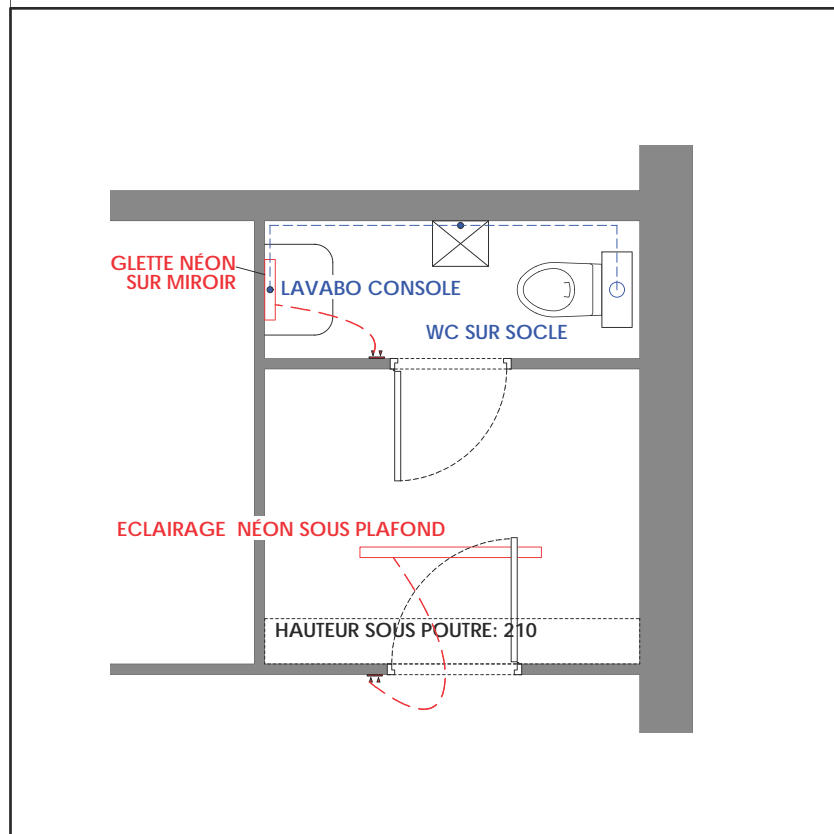 GLETTE NÉON
SUR MIROIR
LAVABO CONSOLE
WC SUR SOCLE
ECLAIRAGE NÉON SOUS PLAFOND
HAUTEUR SOUS POUTRE: 210